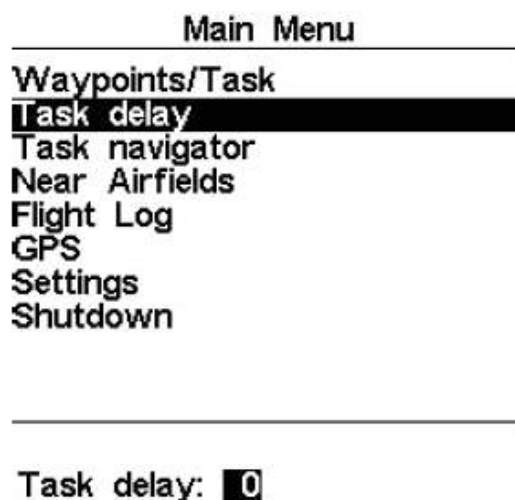 Main Menu
Waypoints/Task
Task delay
Task navigator
Near Airfields
Flight Log
GPS
Settings
Shutdown
Task delay: 0